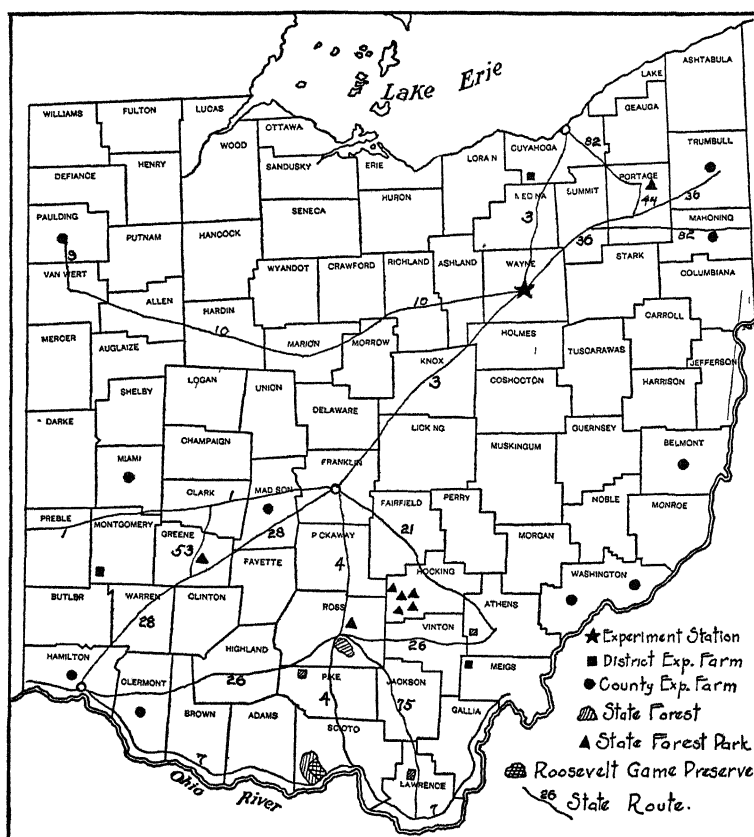 Lake Erie
LAKE
ASHTABULA
GEAUGA
WILLIAMS
FULTON
LUCAS
OTTAWA
CUYAHOGA
82
TRUMBULL
WOOD
SANDUSKY
ERIE
LORAIN
HENRY
DEFIANCE
PORTAGE
44
36
HURON
MEDINA
SUMMIT
3
SENECA
PAULDING
9
MAHONING
PUTNAM
HANCOCK
36
82
STARK
WYANDOT
CRAWFORD
RICHLAND
ASHLAND
WAYNE
VAN WERT
COLUMBIANA
ALLEN
HARDIN
10
10
CARROLL
MERCER
AUGLAIZE
MARION
MORROW
HOLMES
TUSCARAWAS
JEFFERSON
KNOX
3
COSHOCTON
HARRISON
LOGAN
UNION
SHELBY
DELAWARE
DARKE
LICKING
GUERNSEY
CHAMPAIGN
MUSKINGUM
BELMONT
MIAMI
FRANKLIN
CLARK
1
MADISON
FAIRFIELD
PERRY
NOBLE
MONROE
PREBLE
1
MONTGOMERY
GREENE
53
28
PICKAWAY
21
MORGAN
4
FAYETTE
HOCKING
WASHINGTON
BUTLER
WARREN
CLINTON
28
ROSS
ATHENS
VINTON
26
HIGHLAND
HAMILTON
26
CLERMONT
PIKE
4
JACKSON
75
MEIGS
GALLIA
BROWN
ADAMS
SCIOTO
7
LAWRENCE
7
Ohio River
Experiment Station
District Exp. Farm
County Exp. Farm
State Forest
State Forest Park
Roosevelt Game Preserve
26 State Route.